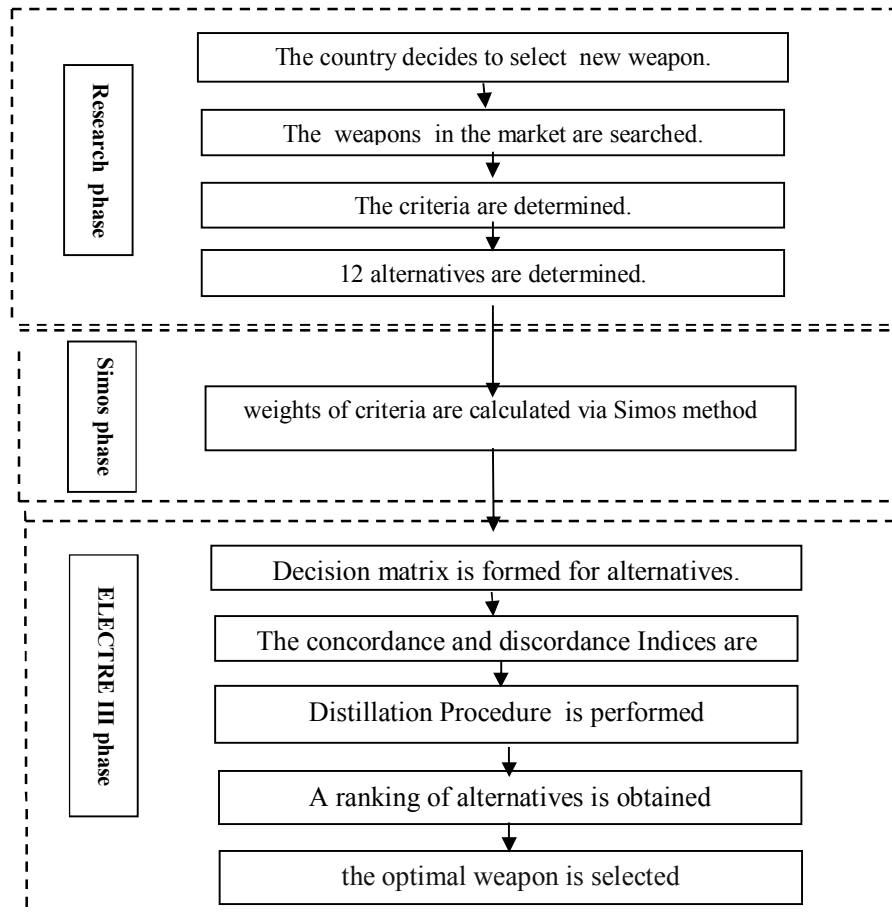 Research phase
The country decides to select new weapon.
The weapons in the market are searched.
The criteria are determined.
12 alternatives are determined.
Simos phase
weights of criteria are calculated via Simos method
ELECTRE III phase
Decision matrix is formed for alternatives.
The concordance and discordance Indices are
Distillation Procedure is performed
A ranking of alternatives is obtained
the optimal weapon is selected